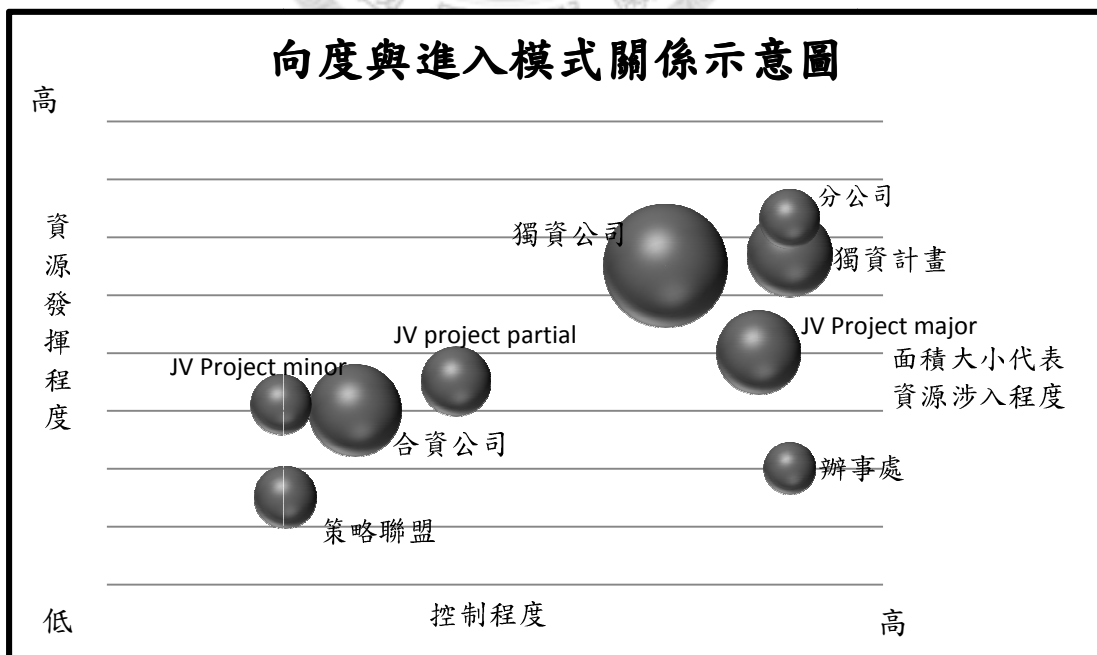 向度與進入模式關係示意圖
高
資源發揮程度
分公司
獨資公司
獨資計畫
JV Project major
JV project partial
JV Project minor
面積大小代表
資源涉入程度
合資公司
辦事處
策略聯盟
低
控制程度
高